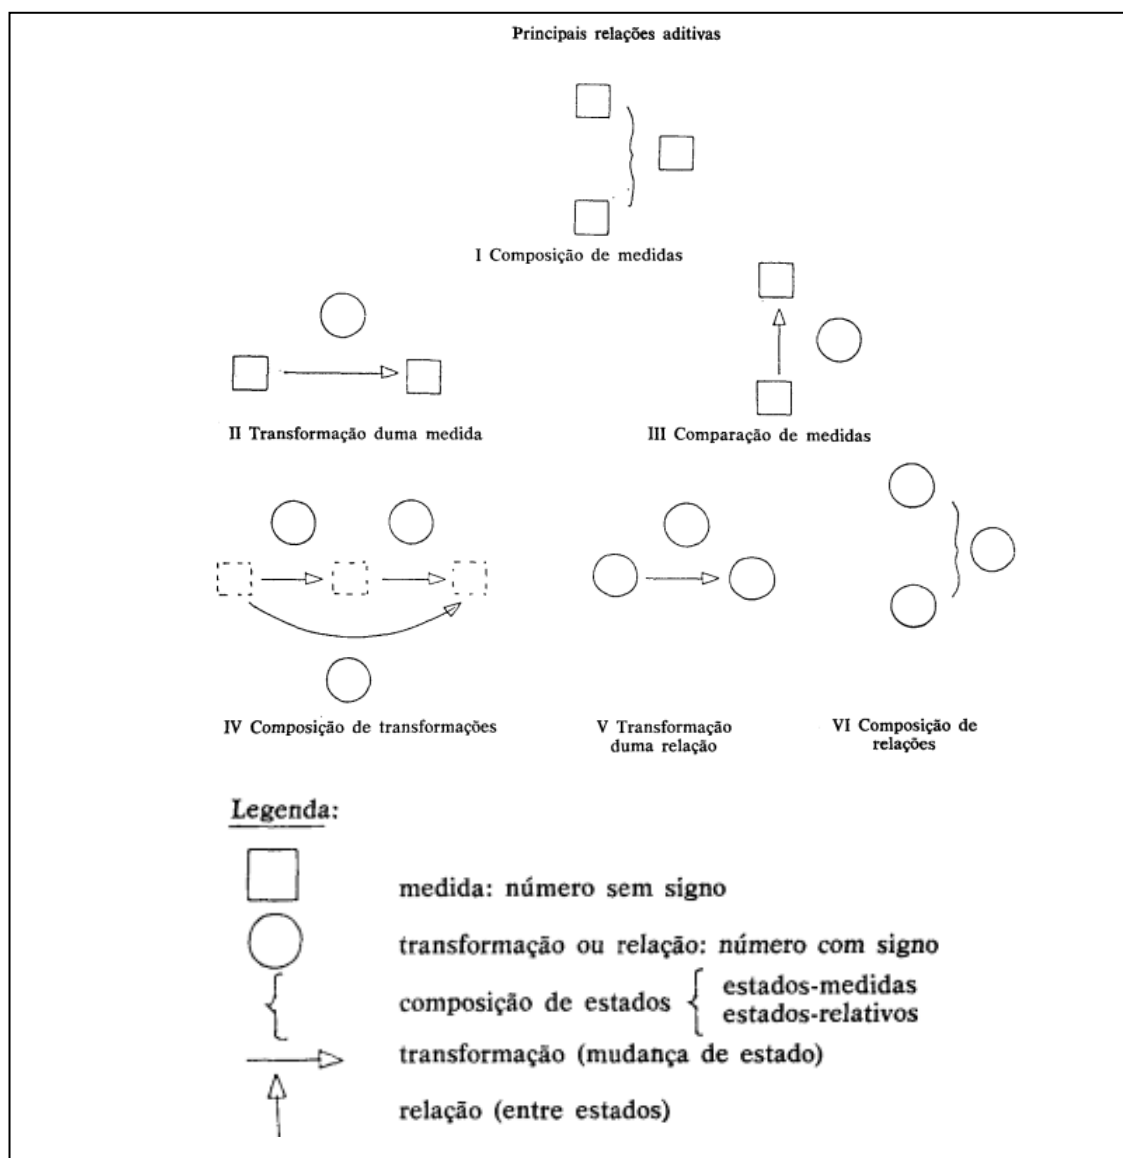 Principais relações aditivas
I Composição de medidas
II Transformação duma medida
III Comparação de medidas
IV Composição de transformações
V Transformação
duma relação
VI Composição de
relações
Legenda:
medida: número sem signo
transformação ou relação: número com signo
composição de estados
estados-medidas
estados-relativos
transformação (mudança de estado)
relação (entre estados)